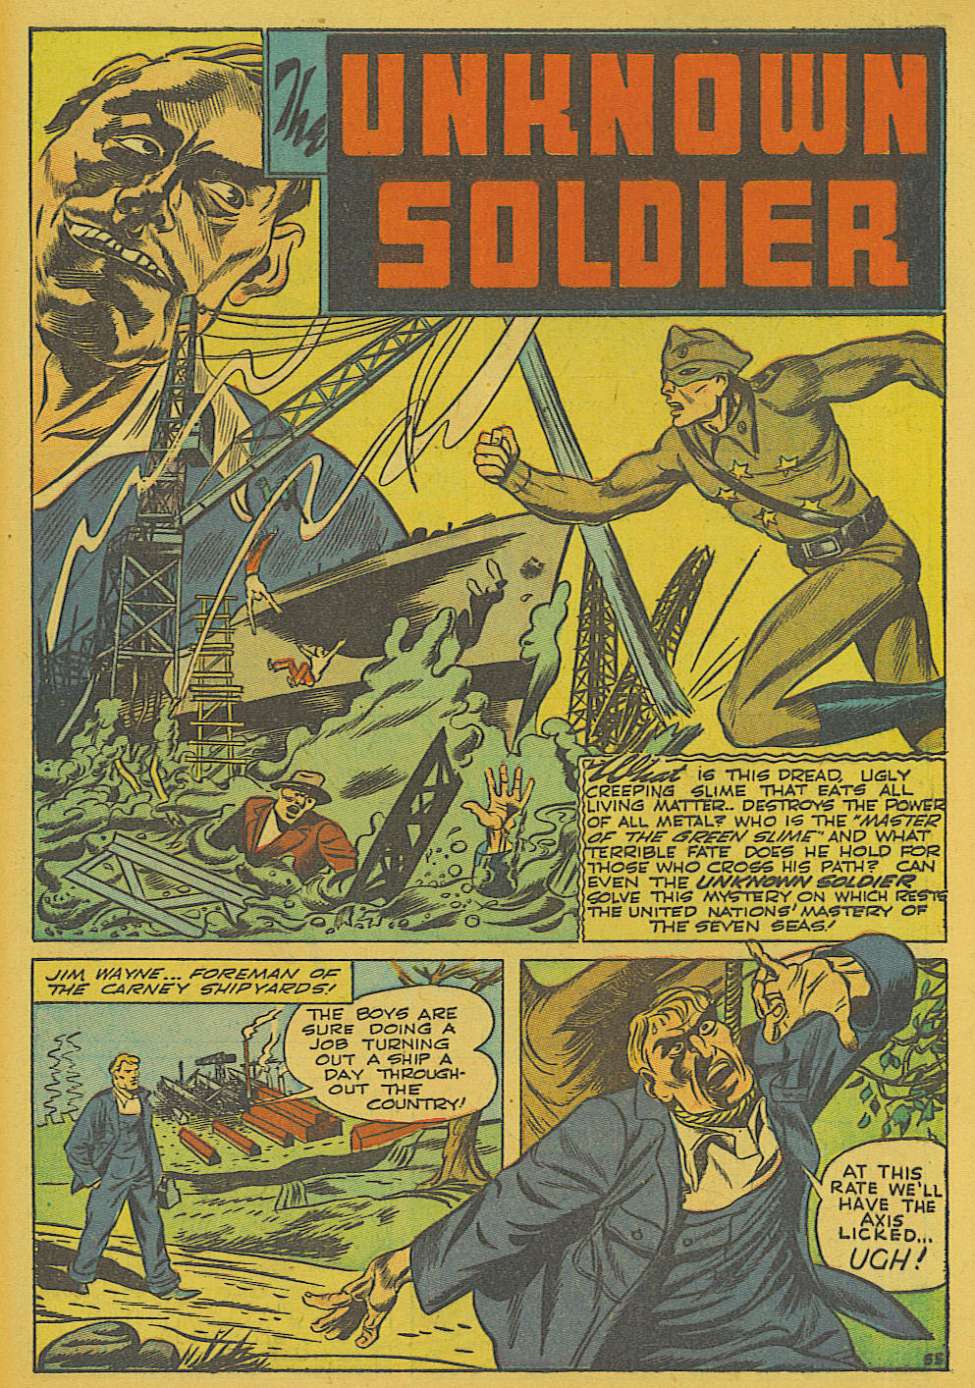 The
UNKNOWN
SOLDIER
"What IS THIS DREAD, UGLY
CREEPING SLIME THAT EATS ALL
LIVING MATTER.. DESTROYS THE POWER
OF ALL METAL? WHO IS THE "MASTER
OF THE GREEN SLIME" AND WHAT
TERRIBLE FATE DOES HE HOLD FOR
THOSE WHO CROSS HIS PATH? CAN
EVEN THE UNKNOWN SOLDIER
SOLVE THIS MYSTERY ON WHICH RESTS
THE UNITED NATIONS' MASTERY OF
THE SEVEN SEAS!
JIM WAYNE... FOREMAN OF
THE CARNEY SHIPYARDS!
THE BOYS ARE
SURE DOING A
JOB TURNING
OUT A SHIP A
DAY THROUGH-
OUT THE
COUNTRY!
AT THIS
RATE WE'LL
HAVE THE
AXIS
LICKED...
UGH!